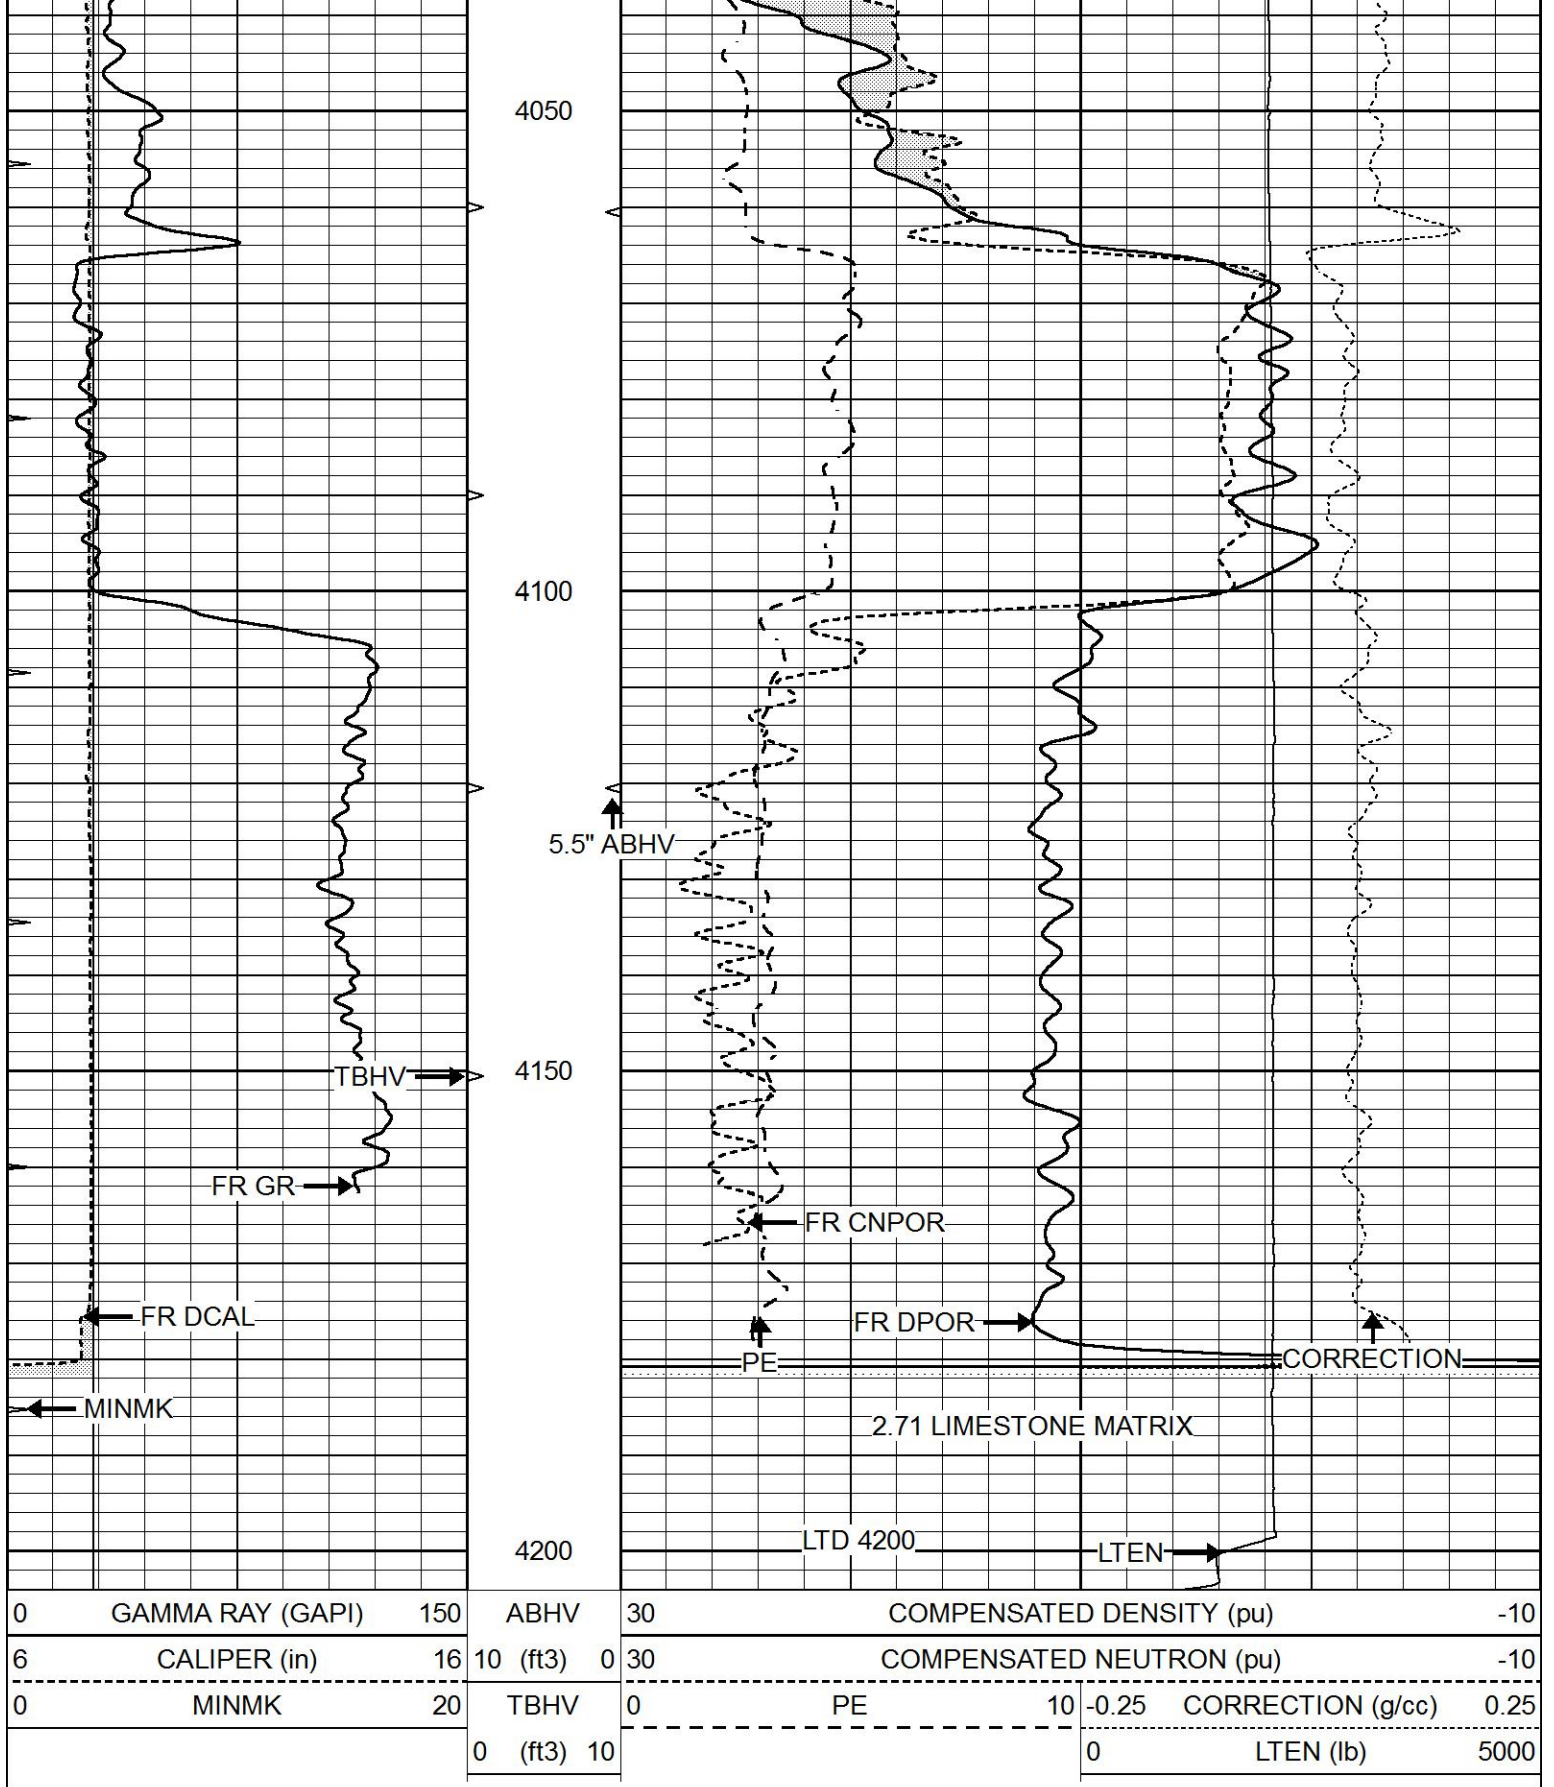 4050
4100
5.5" ABHV
TBHV
4150
FR GR
FR CNPOR
FR DCAL
FR DPOR
PE
CORRECTION
MINMK
2.71 LIMESTONE MATRIX
LTD 4200
LTEN
4200
0 GAMMA RAY (GAPI) 150 ABHV 30 COMPENSATED DENSITY (pu) -10
6 CALIPER (in) 16 10 (ft3) 0 30 COMPENSATED NEUTRON (pu) -10
0 MINMK 20 TBHV 0 PE 10 -0.25 CORRECTION (g/cc) 0.25
0 (ft3) 10 0 LTEN (lb) 5000